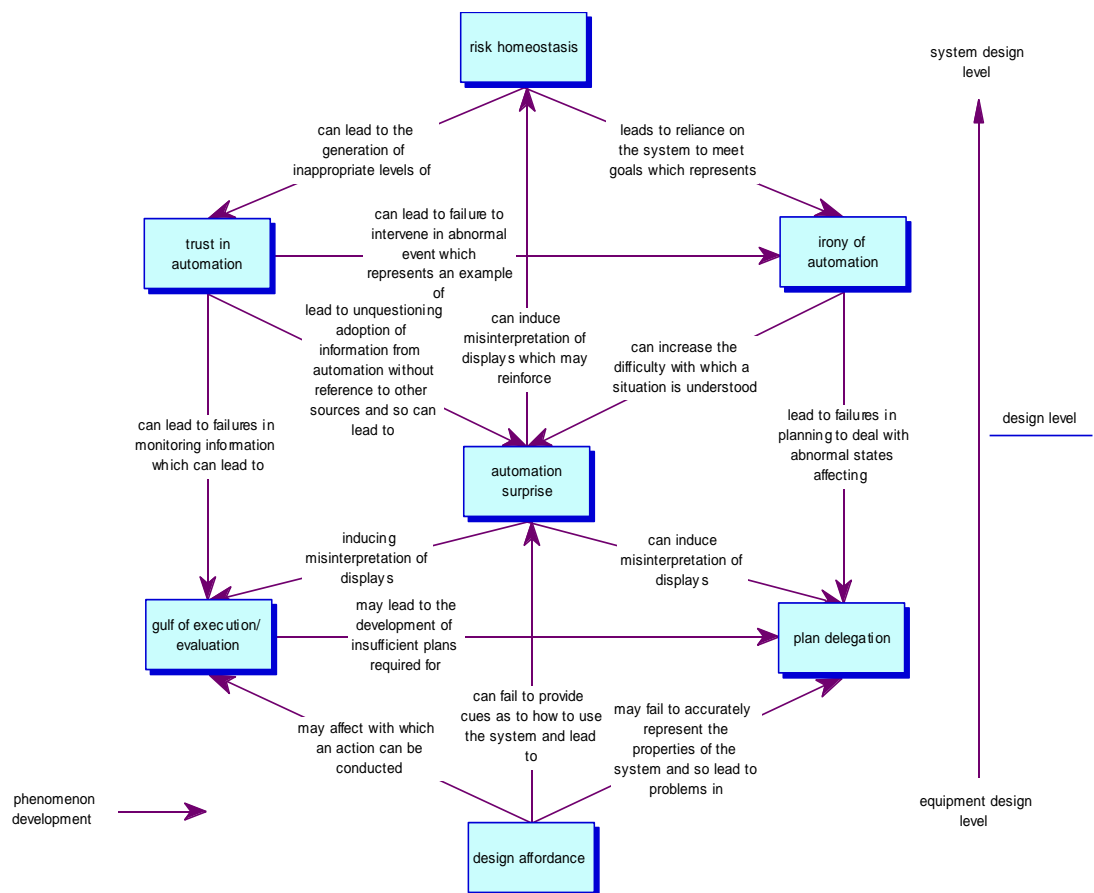 risk homeostasis
system design
level
can lead to the
generation of
inappropriate levels of
leads to reliance on
the system to meet
goals which represents
trust in
automation
can lead to failure to
intervene in abnormal
event which
represents an example
of
irony of
automation
lead to unquestioning
adoption of
information from
automation without
reference to other
sources and so can
lead to
can induce
misinterpretation of
displays which may
reinforce
can increase the
difficulty with which a
situation is understood
can lead to failures in
monitoring information
which can lead to
lead to failures in
planning to deal with
abnormal states
affecting
design level
automation
surprise
inducing
misinterpretation of
displays
can induce
misinterpretation of
displays
gulf of execution/
evaluation
may lead to the
development of
insufficient plans
required for
plan delegation
may affect with which
an action can be
conducted
can fail to provide
cues as to how to use
the system and lead
to
may fail to accurately
represent the
properties of the
system and so lead to
problems in
phenomenon
development
equipment design
level
design affordance